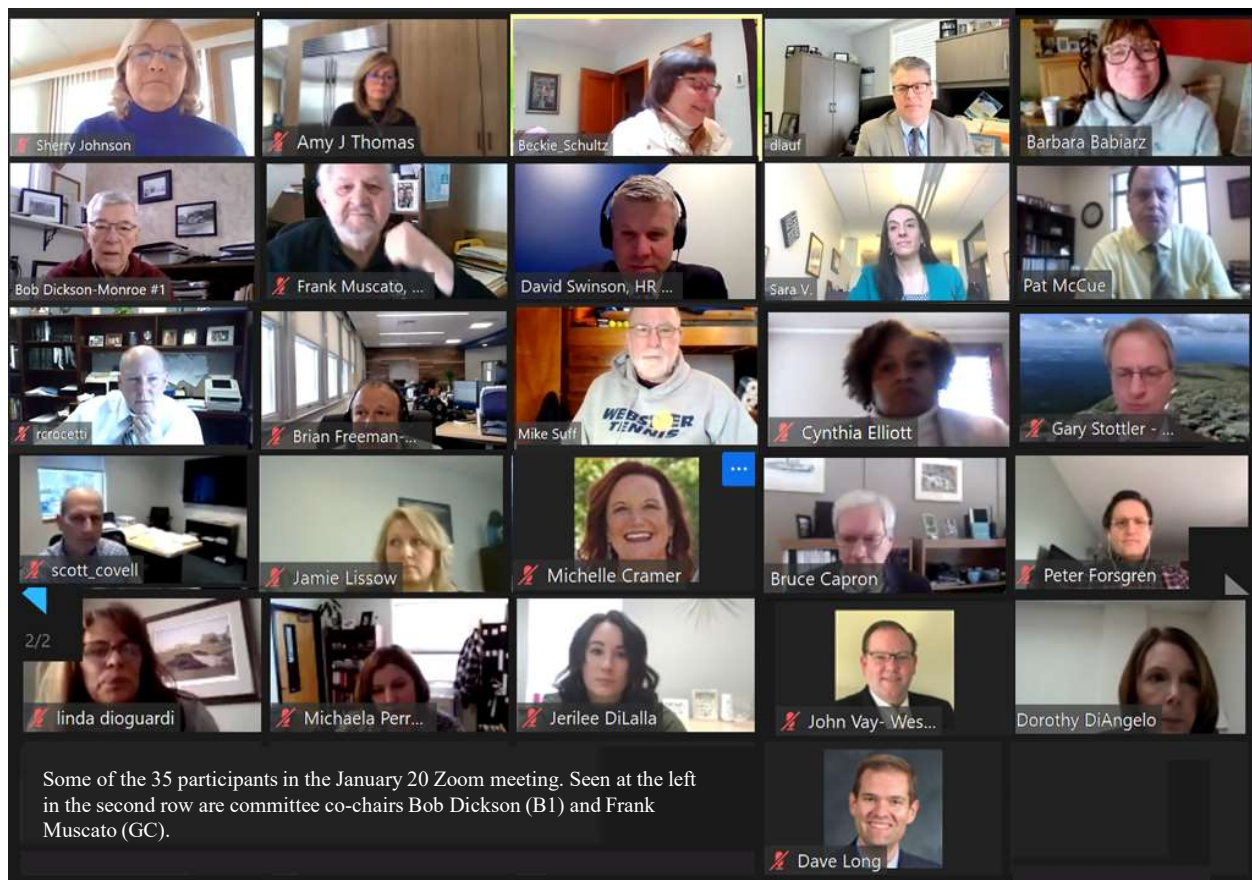 Sherry Johnson
Amy J Thomas
Beckie_Schultz
dlauf
Barbara Babiarz
Bob Dickson-Monroe #1
Frank Muscato, ...
David Swinson, HR ...
Sara V.
Pat McCue
rcrocetti
Brian Freeman-...
Mike Suff
WEBSTER
TENNIS
Cynthia Elliott
Gary Stottler - ...
scott_covell
Jamie Lissow
...
Michelle Cramer
Bruce Capron
Peter Forsgren
2/2
linda dioguardi
Michaela Perr...
Jerilee DiLalla
John Vay- Wes...
Dorothy DiAngelo
Some of the 35 participants in the January 20 Zoom meeting. Seen at the left
in the second row are committee co-chairs Bob Dickson (B1) and Frank
Muscato (GC).
Dave Long